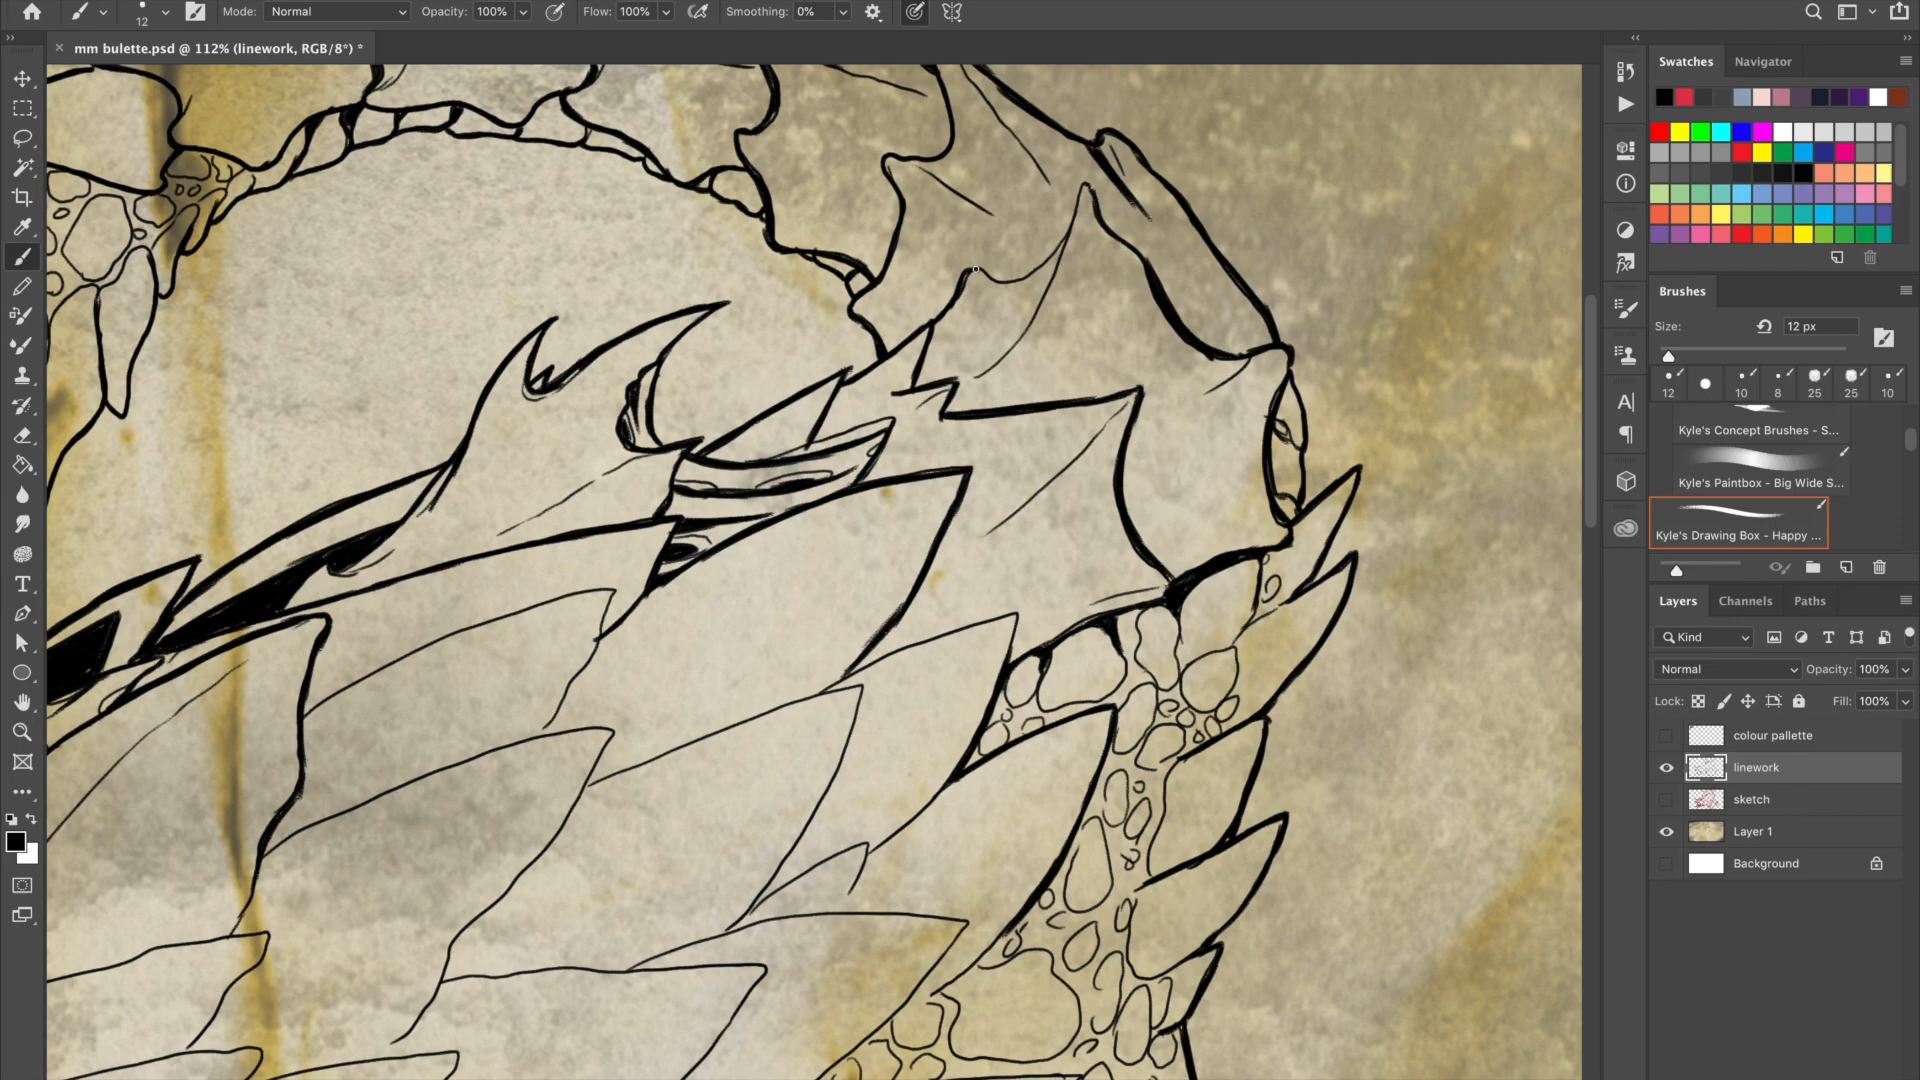 12
Mode: Normal
Opacity: 100%
Flow: 100%
Smoothing: 0%
mm bulette.psd @ 112% (linework, RGB/8*) *
Swatches
Navigator
Brushes
Size:
12 px
12
10
8
25
25
10
Kyle's Concept Brushes - S...
Kyle's Paintbox - Big Wide S...
Kyle's Drawing Box - Happy ...
Layers
Channels
Paths
Kind
Normal
Opacity: 100%
Lock:
Fill: 100%
colour pallette
linework
sketch
Layer 1
Background